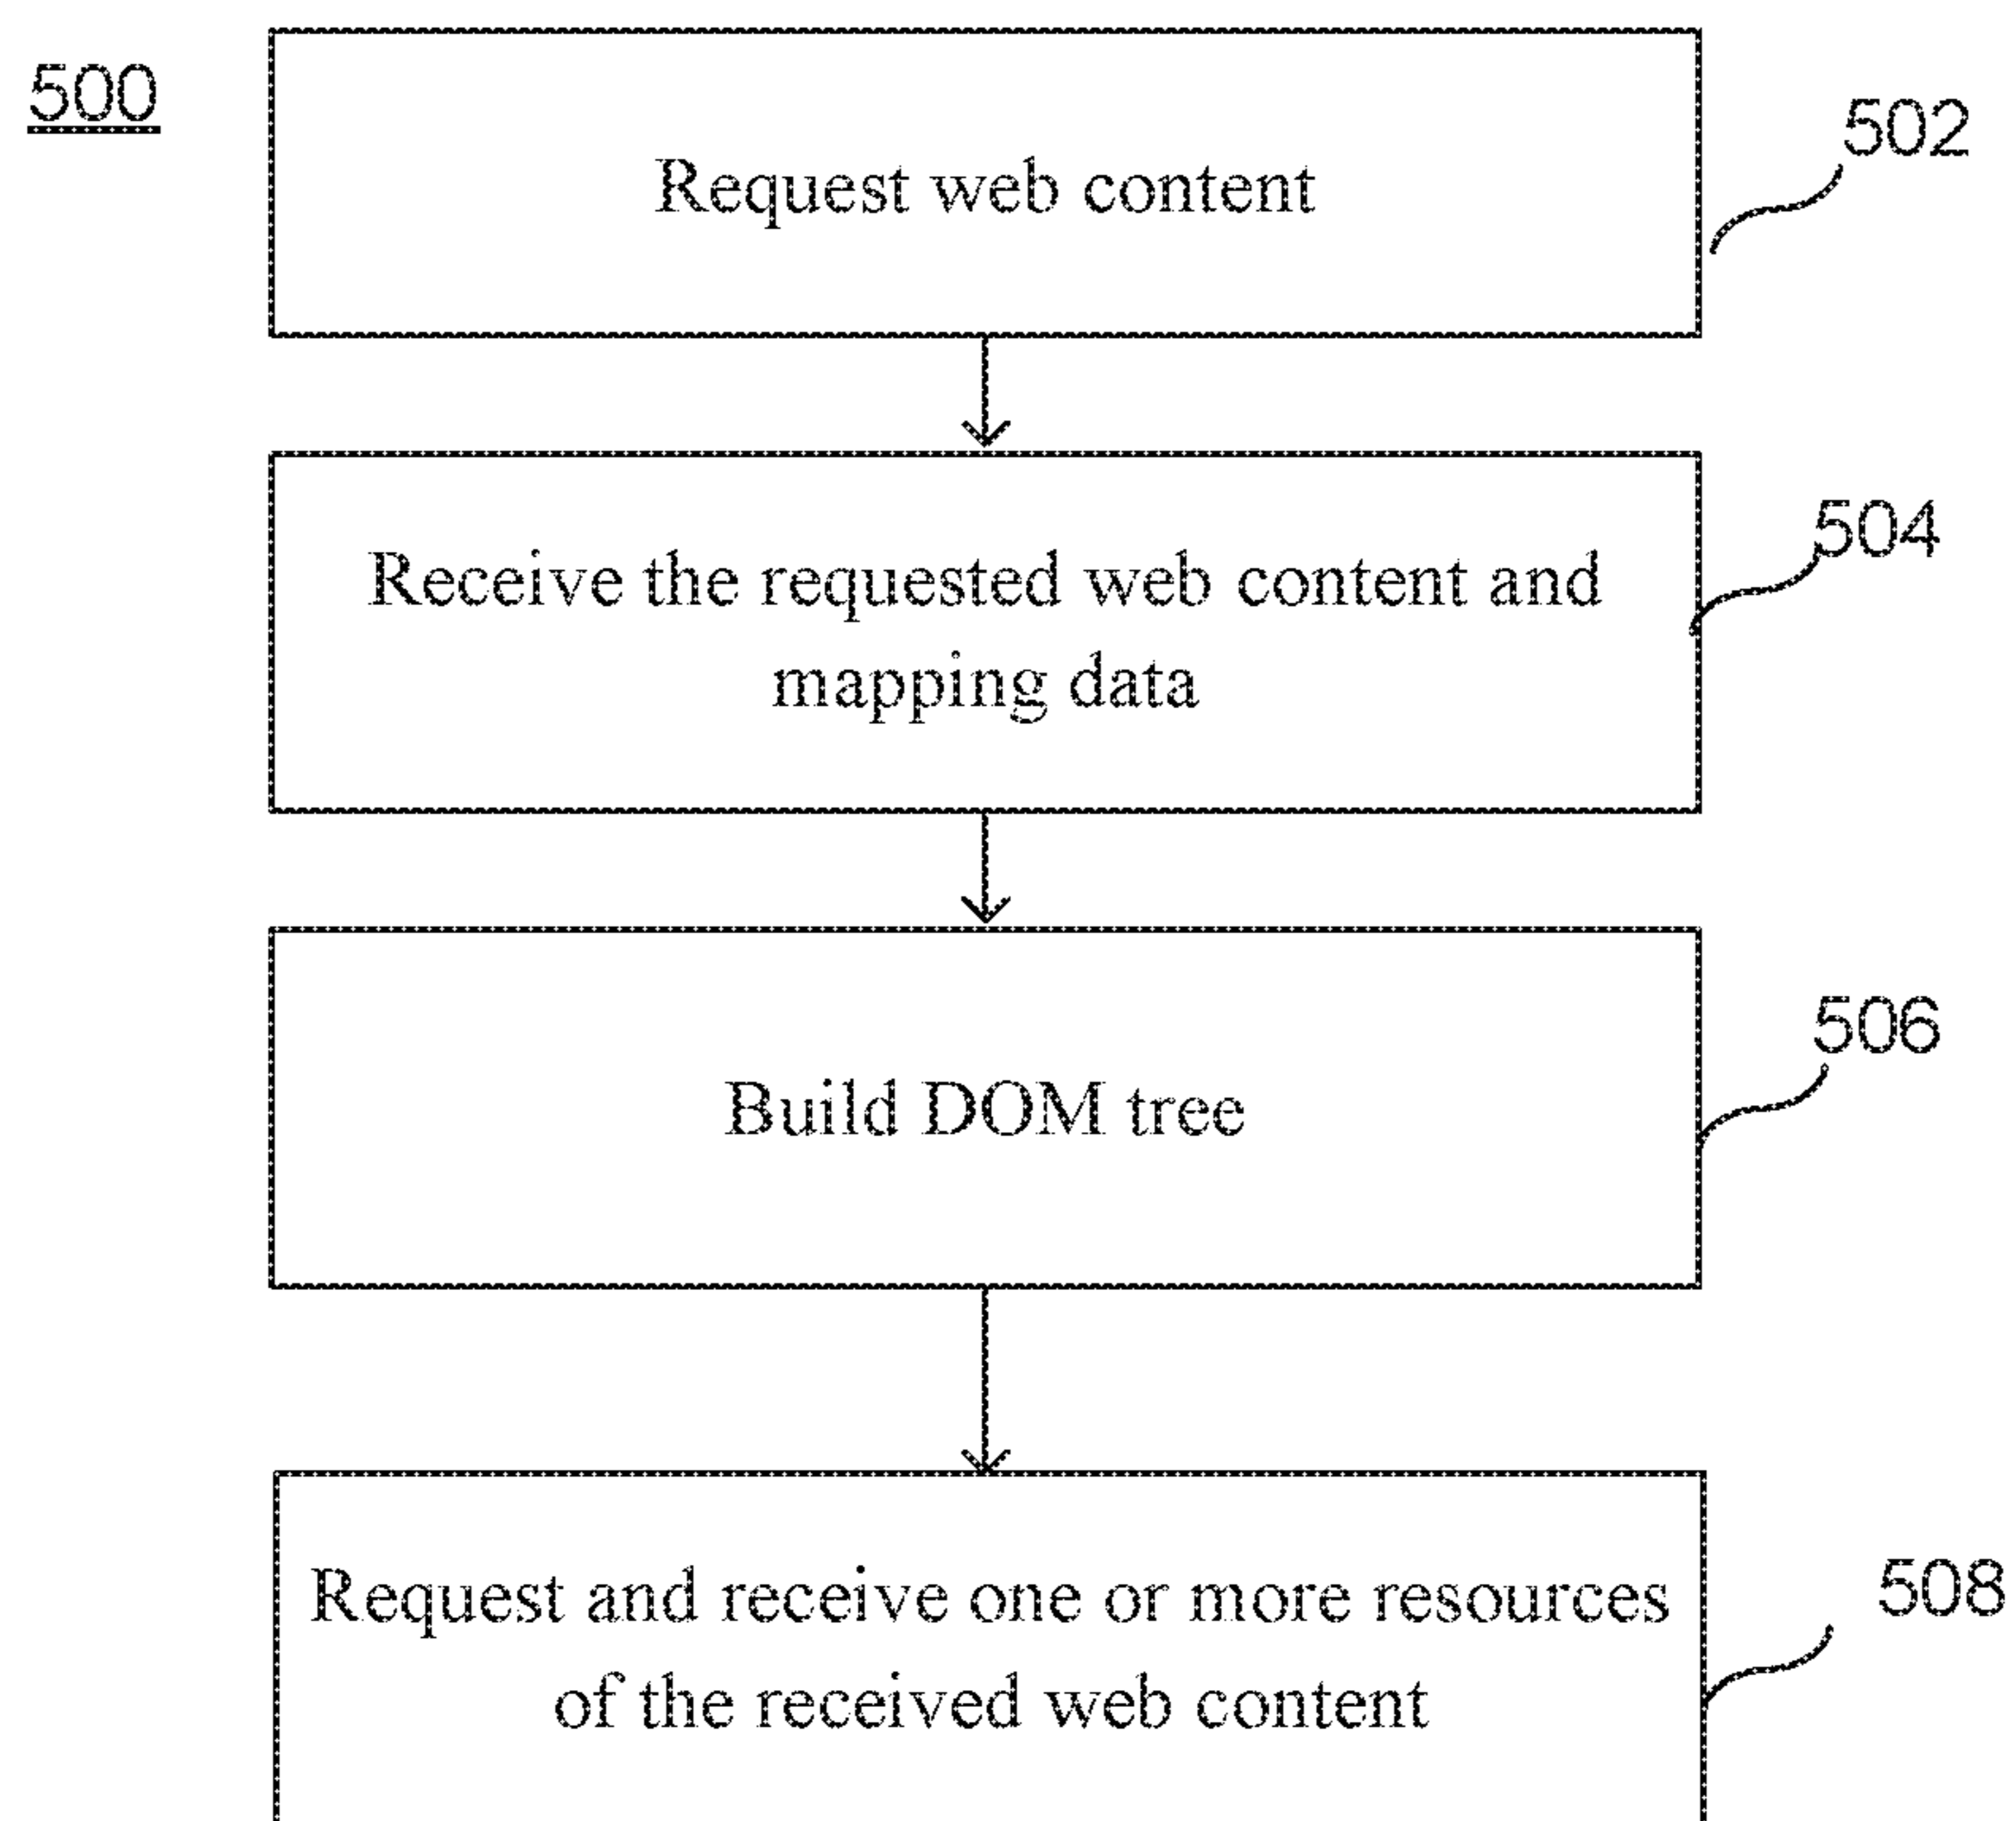 500
Request web content
502
Receive the requested web content and
mapping data
504
Build DOM tree
506
Request and receive one or more resources
of the received web content
508